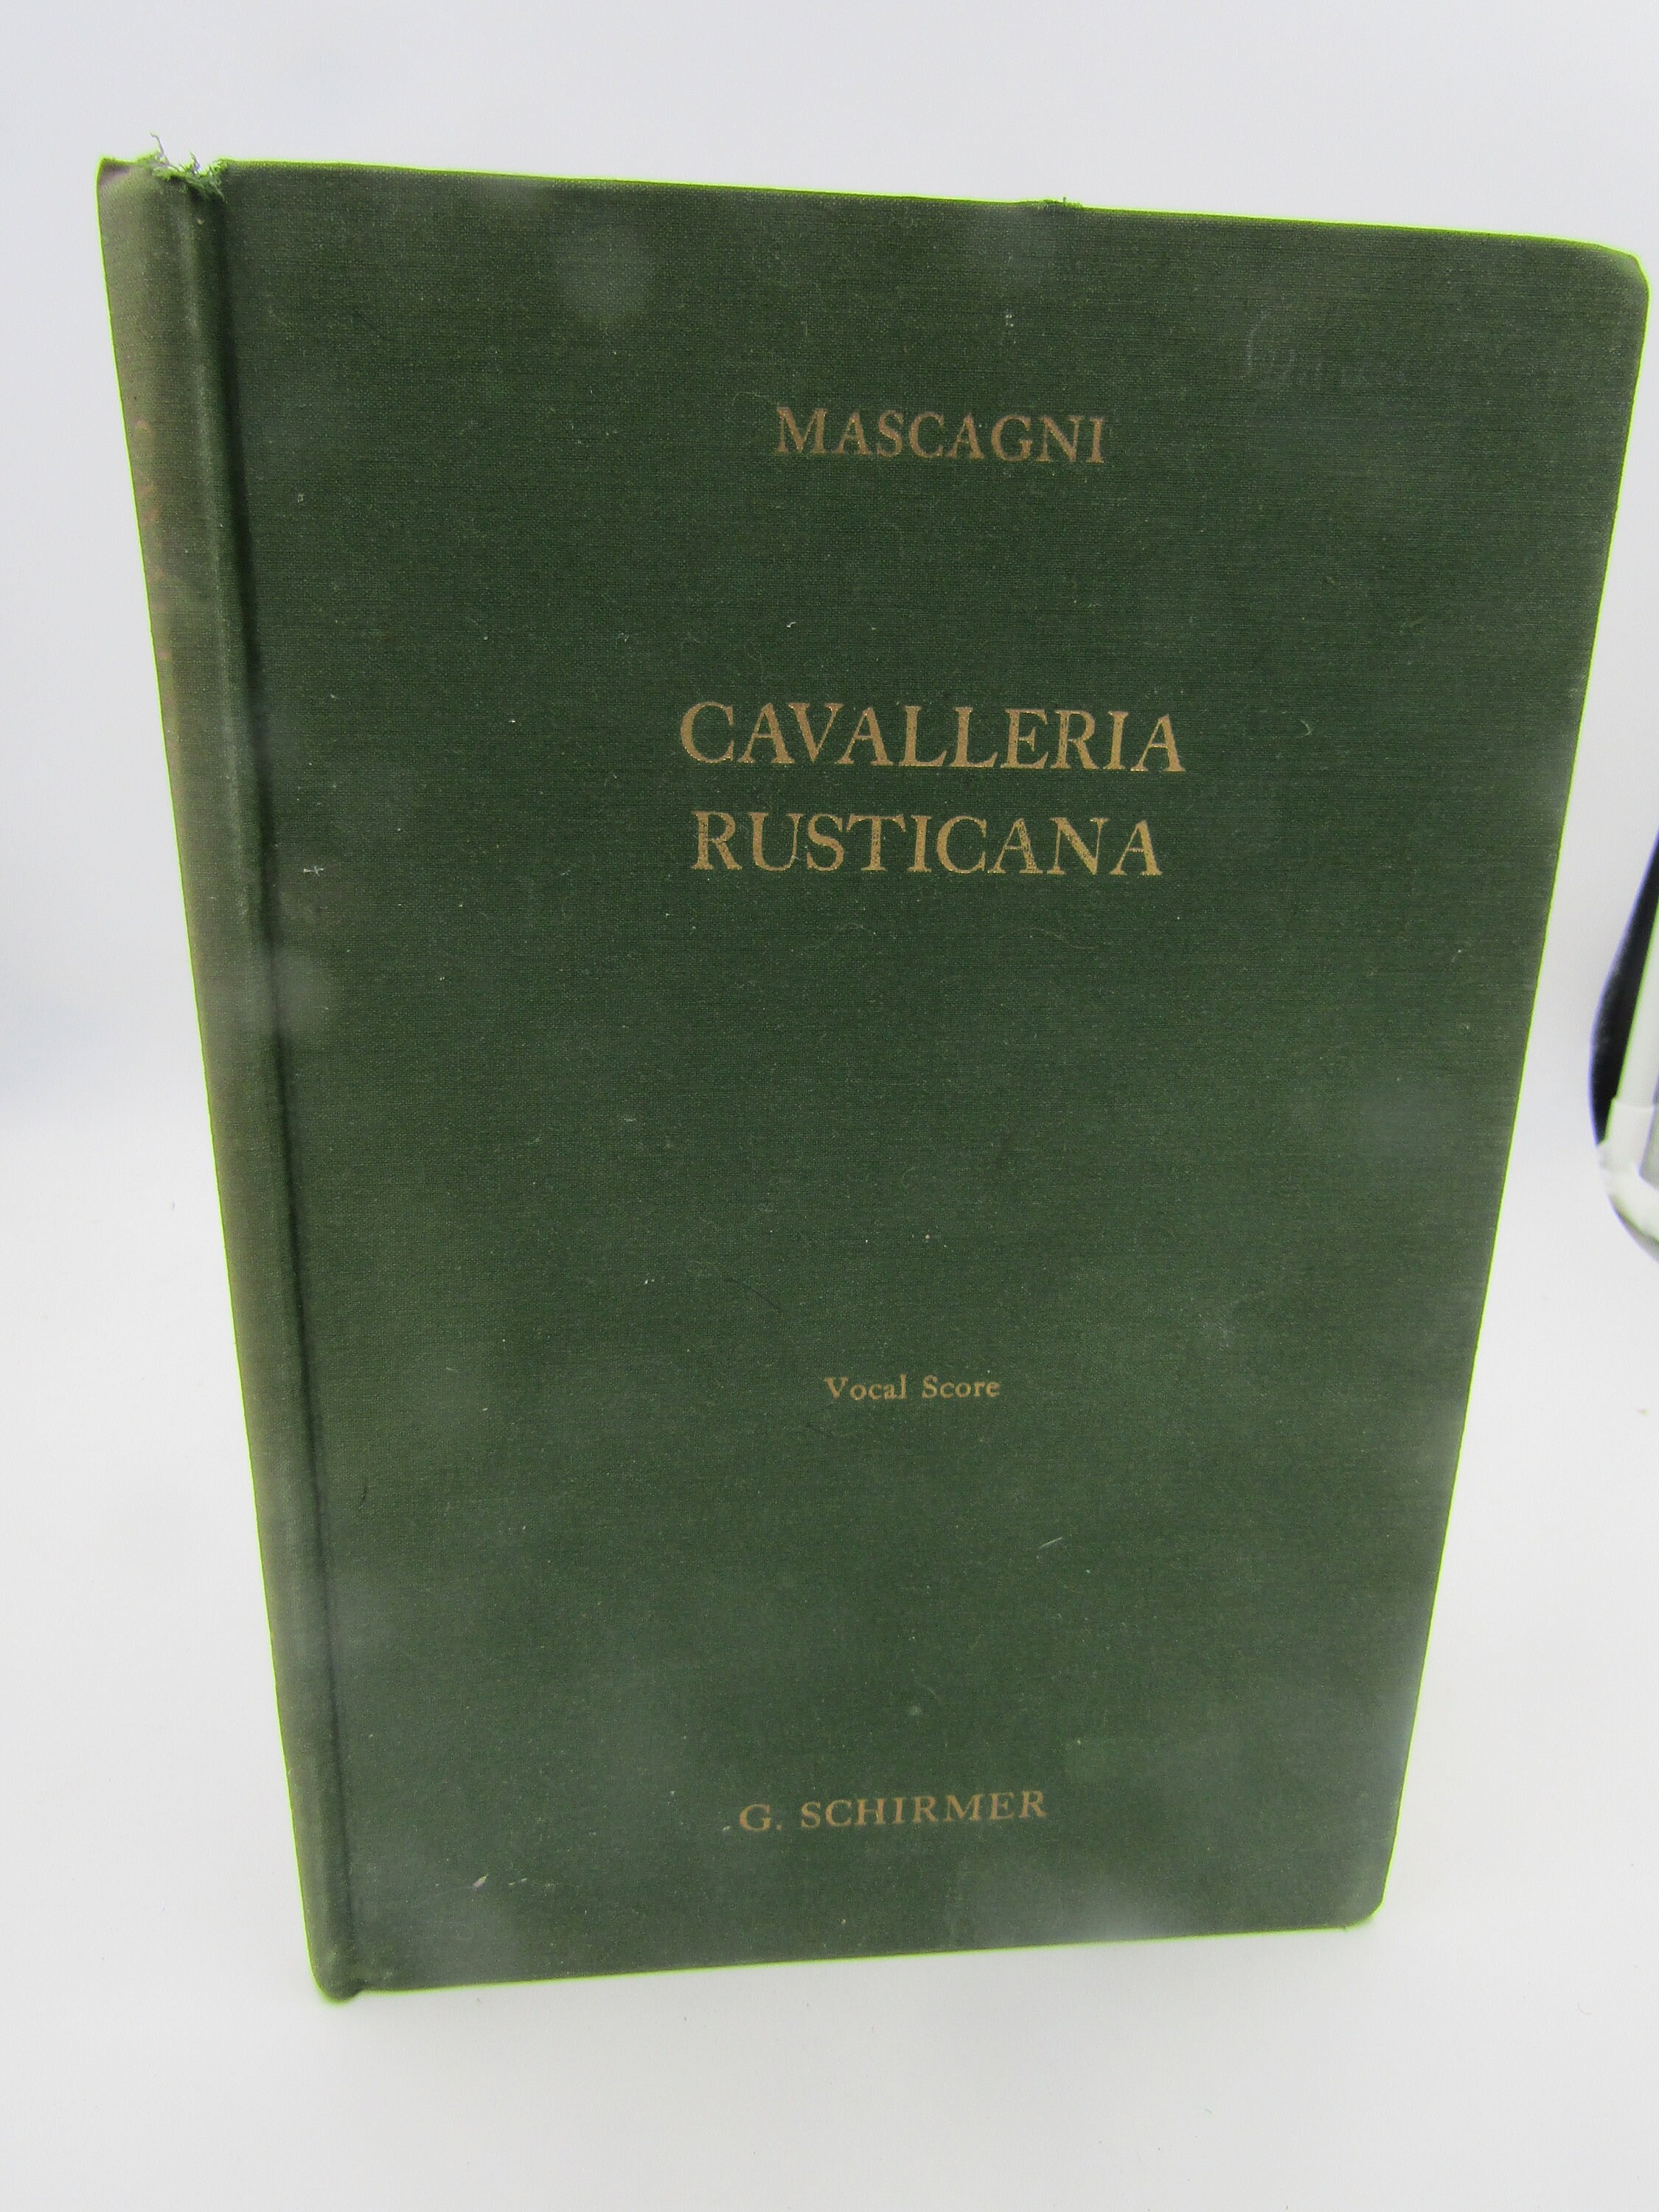 MASCAGNI
CAVALLERIA
RUSTICANA
Vocal Score
G. SCHIRMER